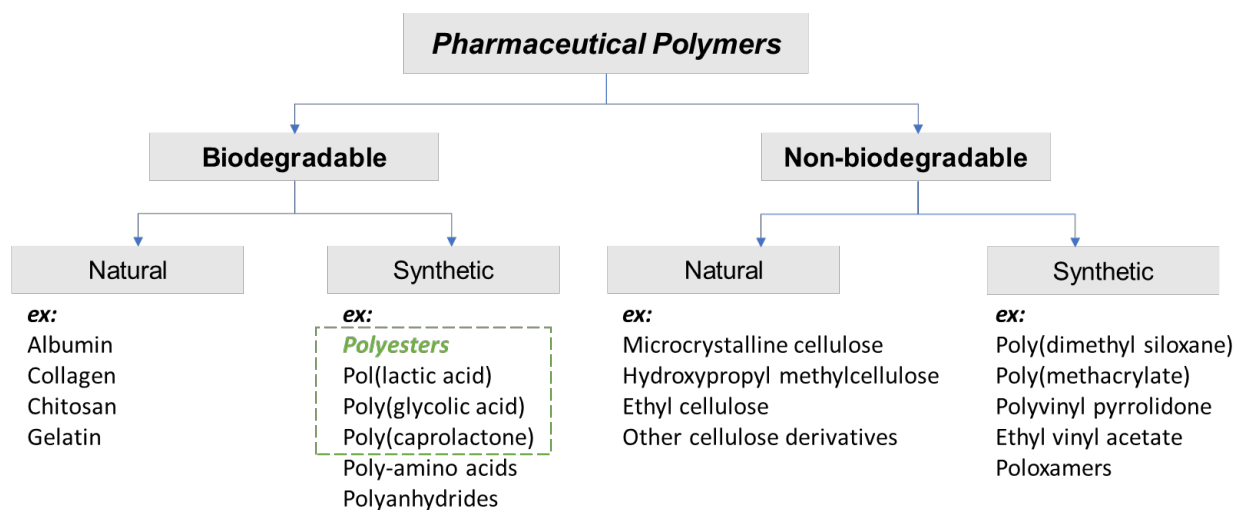 Pharmaceutical Polymers
Biodegradable
Non-biodegradable
Natural
Synthetic
Natural
Synthetic
ex:
Albumin
Collagen
Chitosan
Gelatin
ex:
Polyesters
Pol(lactic acid)
Poly(glycolic acid)
Poly(caprolactone)
Poly-amino acids
Polyanhydrides
ex:
Microcrystalline cellulose
Hydroxypropyl methylcellulose
Ethyl cellulose
Other cellulose derivatives
ex:
Poly(dimethyl siloxane)
Poly(methacrylate)
Polyvinyl pyrrolidone
Ethyl vinyl acetate
Poloxamers